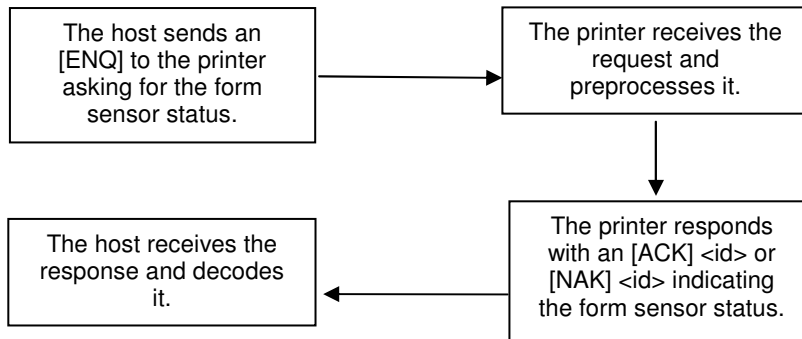 The host sends an
[ENQ] to the printer
asking for the form
sensor status.
The printer receives the
request and
preprocesses it.
The printer responds
with an [ACK] <id> or
[NAK] <id> indicating
the form sensor status.
The host receives the
response and decodes
it.